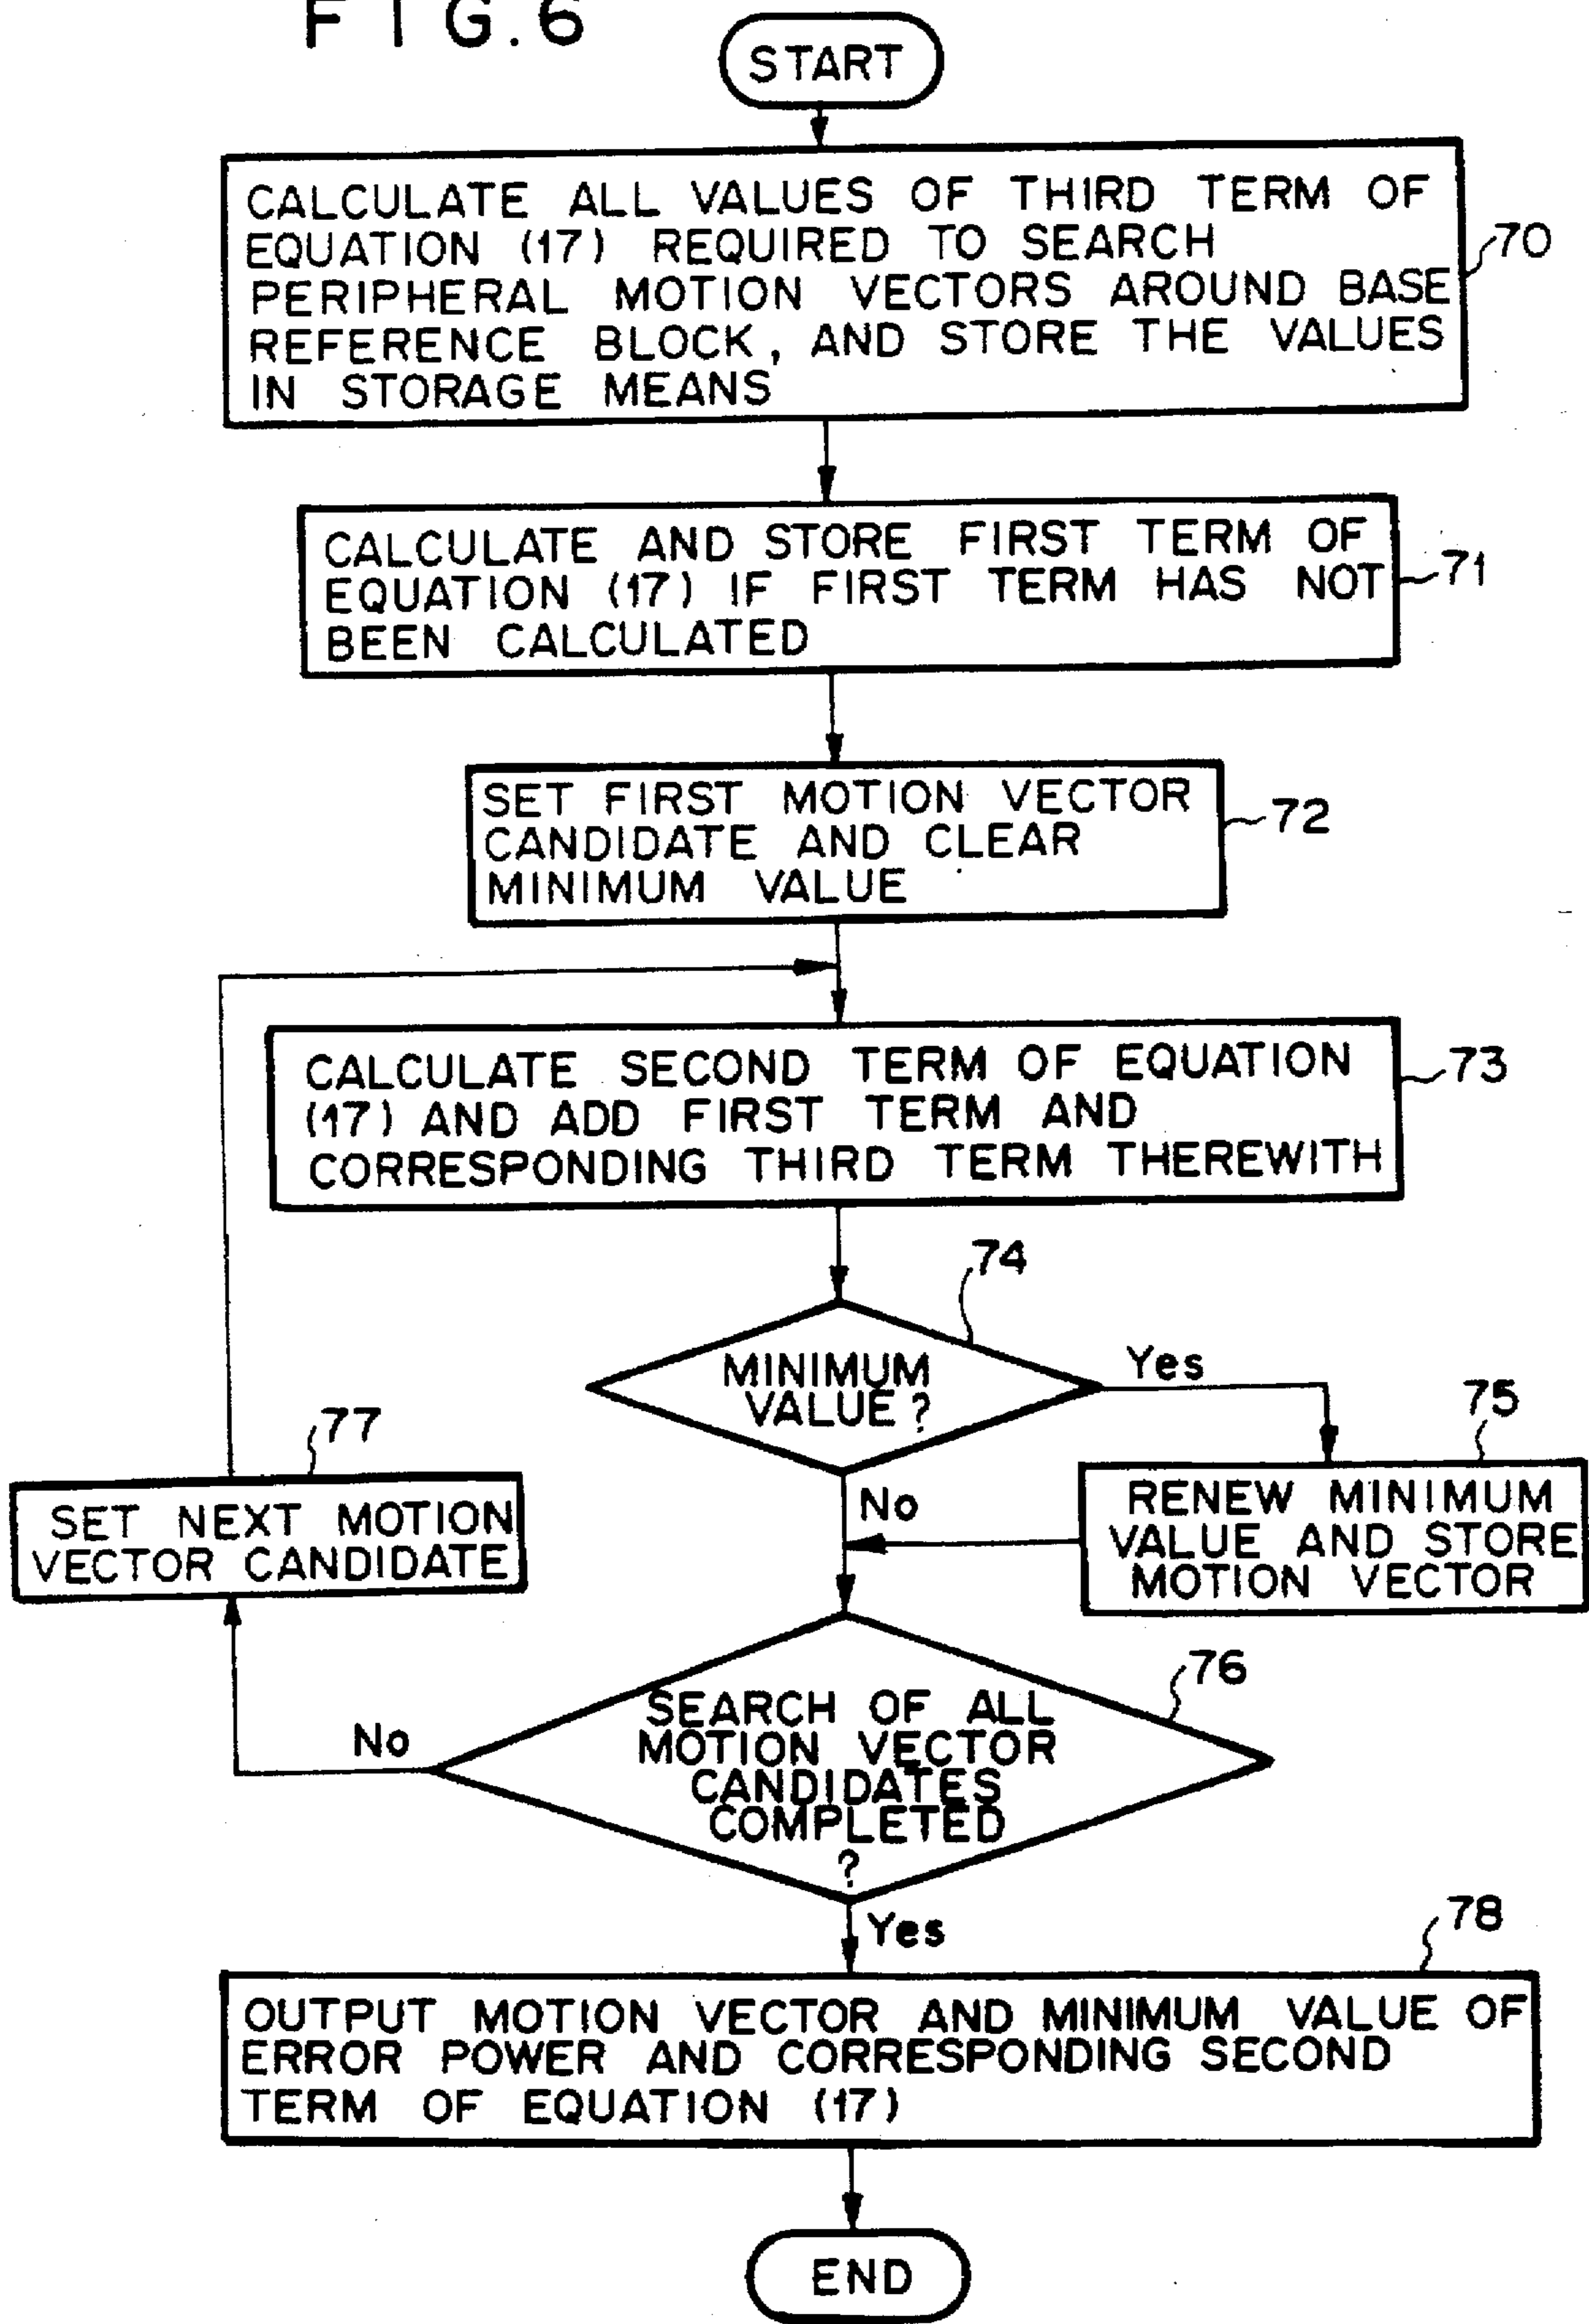 FIG.6
START
CALCULATE ALL VALUES OF THIRD TERM OF
EQUATION (17) REQUIRED TO SEARCH
PERIPHERAL MOTION VECTORS AROUND BASE
REFERENCE BLOCK, AND STORE THE VALUES
IN STORAGE MEANS
70
CALCULATE AND STORE FIRST TERM OF
EQUATION (17) IF FIRST TERM HAS NOT
BEEN CALCULATED
71
SET FIRST MOTION VECTOR
CANDIDATE AND CLEAR
MINIMUM VALUE
72
CALCULATE SECOND TERM OF EQUATION
(17) AND ADD FIRST TERM AND
CORRESPONDING THIRD TERM THEREWITH
73
74
MINIMUM
VALUE?
Yes
75
RENEW MINIMUM
VALUE AND STORE
MOTION VECTOR
No
77
SET NEXT MOTION
VECTOR CANDIDATE
76
SEARCH OF ALL
MOTION VECTOR
CANDIDATES
COMPLETED
?
No
Yes
78
OUTPUT MOTION VECTOR AND MINIMUM VALUE OF
ERROR POWER AND CORRESPONDING SECOND
TERM OF EQUATION (17)
END